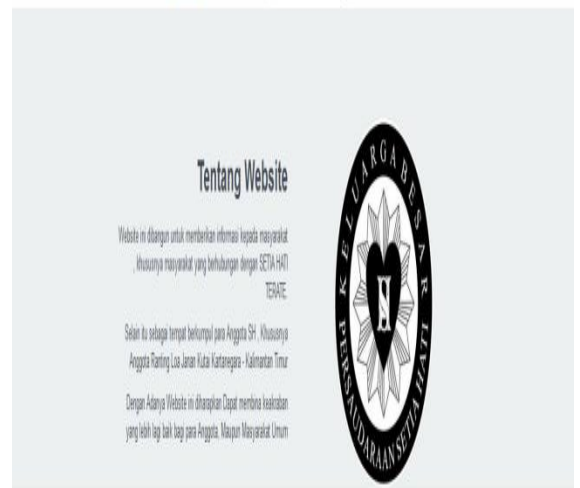 Tentang Website
Website ini dibangun untuk memberikan informasi kepada masyarakat
, khususnya masyarakat yang berhubungan dengan SETIA HATI
TERATE.
Selain itu sebagai tempat berkumpul para Anggota SH , Khususnya
Anggota Ranting Loa Janan Kutai Kartanegara - Kalimantan Timur
Dengan Adanya Website ini diharapkan Dapat membina keakraban
yang lebih lagi baik bagi para Anggota, Maupun Masyarakat Umum
KELUARGA BESAR
PERSAUDARAAN SETIA HATI